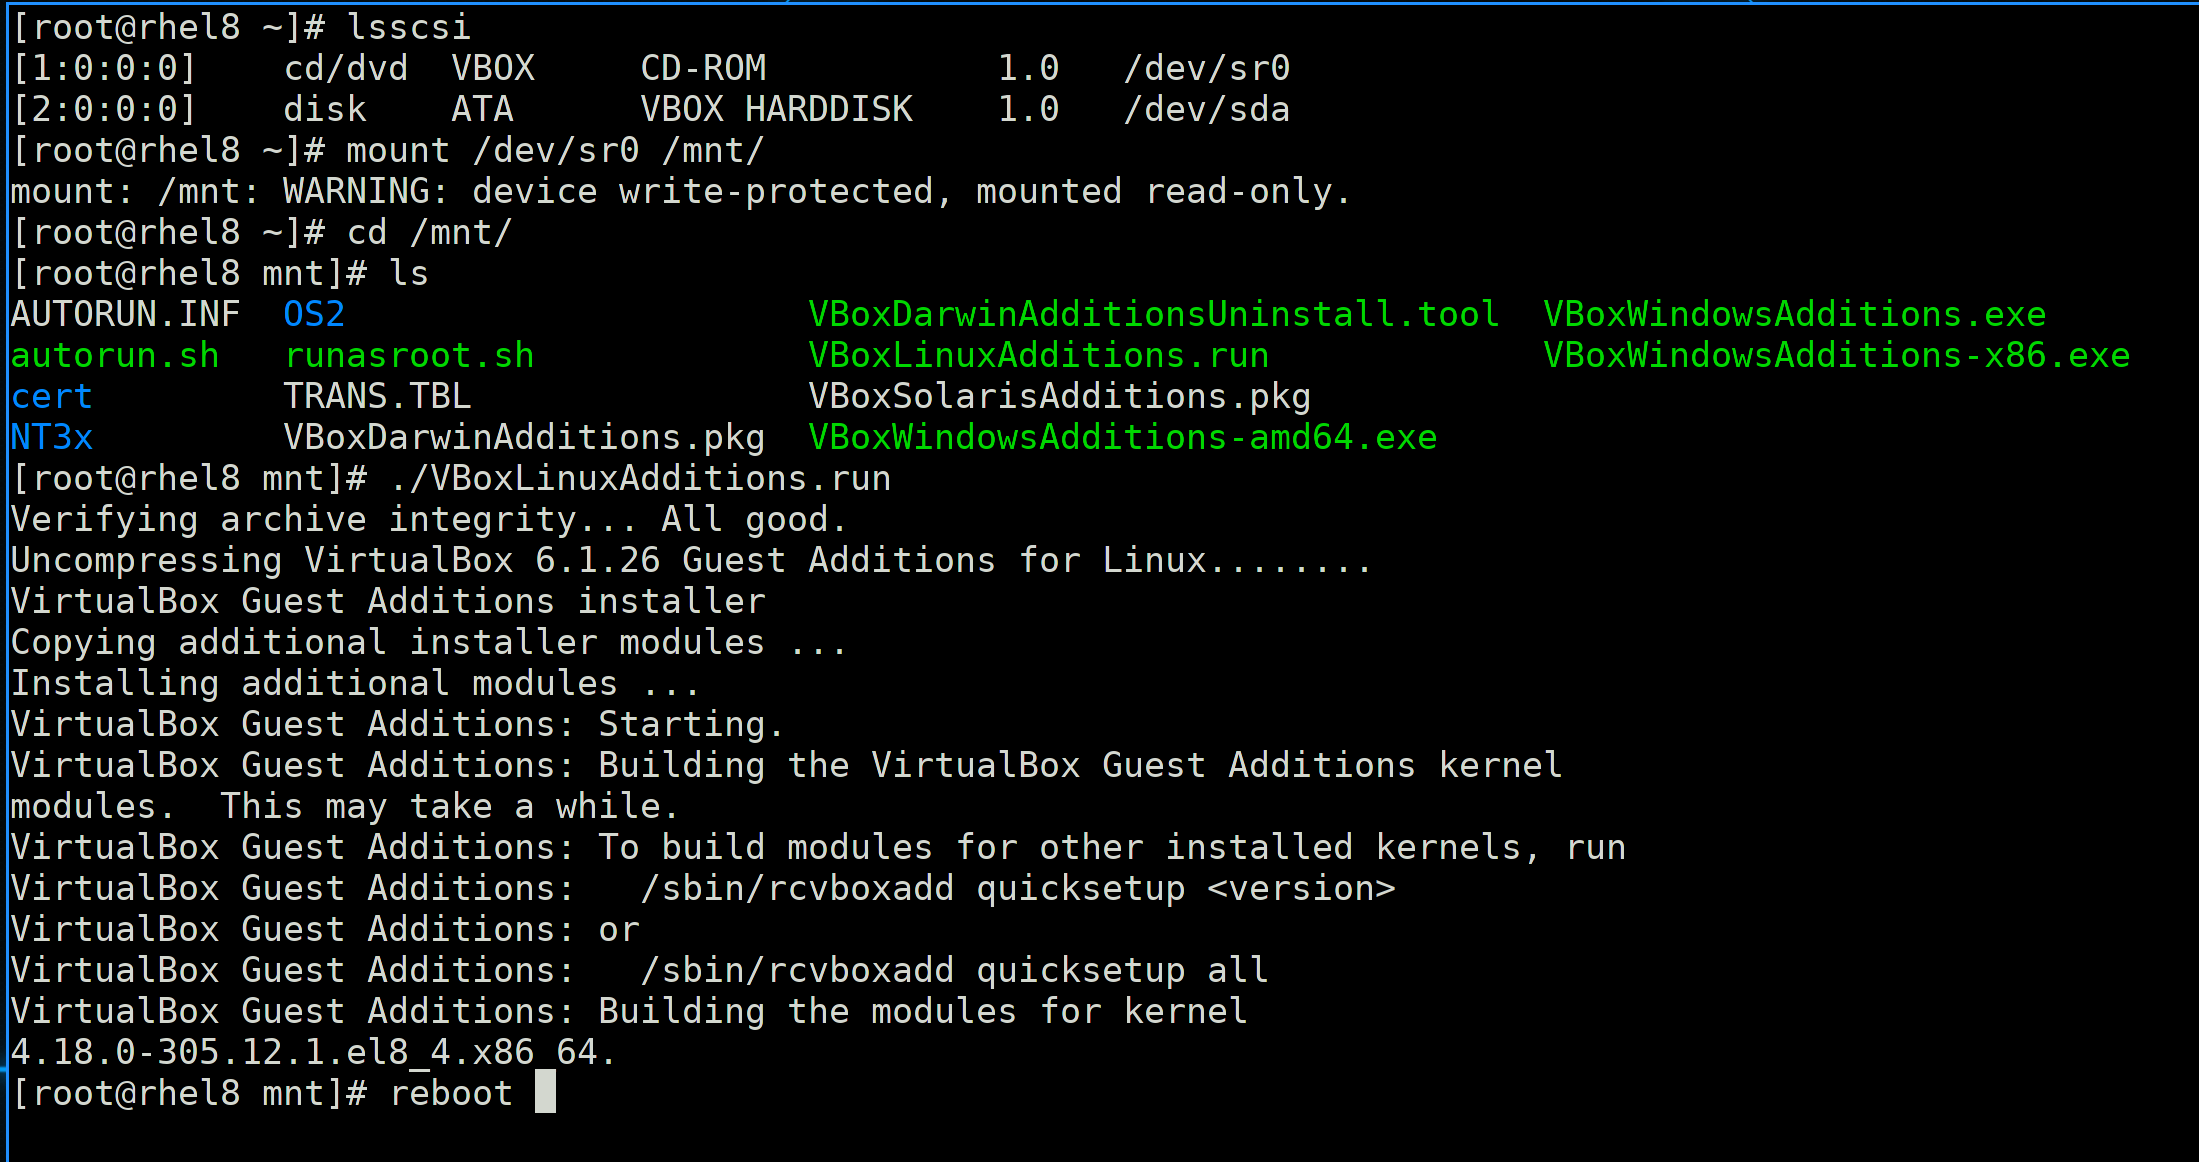 [root@rhel8 ~]# lsscsi
[1:0:0:0]    cd/dvd  VBOX     CD-ROM           1.0   /dev/sr0
[2:0:0:0]    disk    ATA      VBOX HARDDISK    1.0   /dev/sda
[root@rhel8 ~]# mount /dev/sr0 /mnt/
mount: /mnt: WARNING: device write-protected, mounted read-only.
[root@rhel8 ~]# cd /mnt/
[root@rhel8 mnt]# ls
AUTORUN.INF  OS2                      VBoxDarwinAdditionsUninstall.tool  VBoxWindowsAdditions.exe
autorun.sh   runasroot.sh             VBoxLinuxAdditions.run             VBoxWindowsAdditions-x86.exe
cert         TRANS.TBL                VBoxSolarisAdditions.pkg
NT3x         VBoxDarwinAdditions.pkg  VBoxWindowsAdditions-amd64.exe
[root@rhel8 mnt]# ./VBoxLinuxAdditions.run
Verifying archive integrity... All good.
Uncompressing VirtualBox 6.1.26 Guest Additions for Linux........
VirtualBox Guest Additions installer
Copying additional installer modules ...
Installing additional modules ...
VirtualBox Guest Additions: Starting.
VirtualBox Guest Additions: Building the VirtualBox Guest Additions kernel
modules.  This may take a while.
VirtualBox Guest Additions: To build modules for other installed kernels, run
VirtualBox Guest Additions:   /sbin/rcvboxadd quicksetup <version>
VirtualBox Guest Additions: or
VirtualBox Guest Additions:   /sbin/rcvboxadd quicksetup all
VirtualBox Guest Additions: Building the modules for kernel
4.18.0-305.12.1.el8_4.x86_64.
[root@rhel8 mnt]# reboot